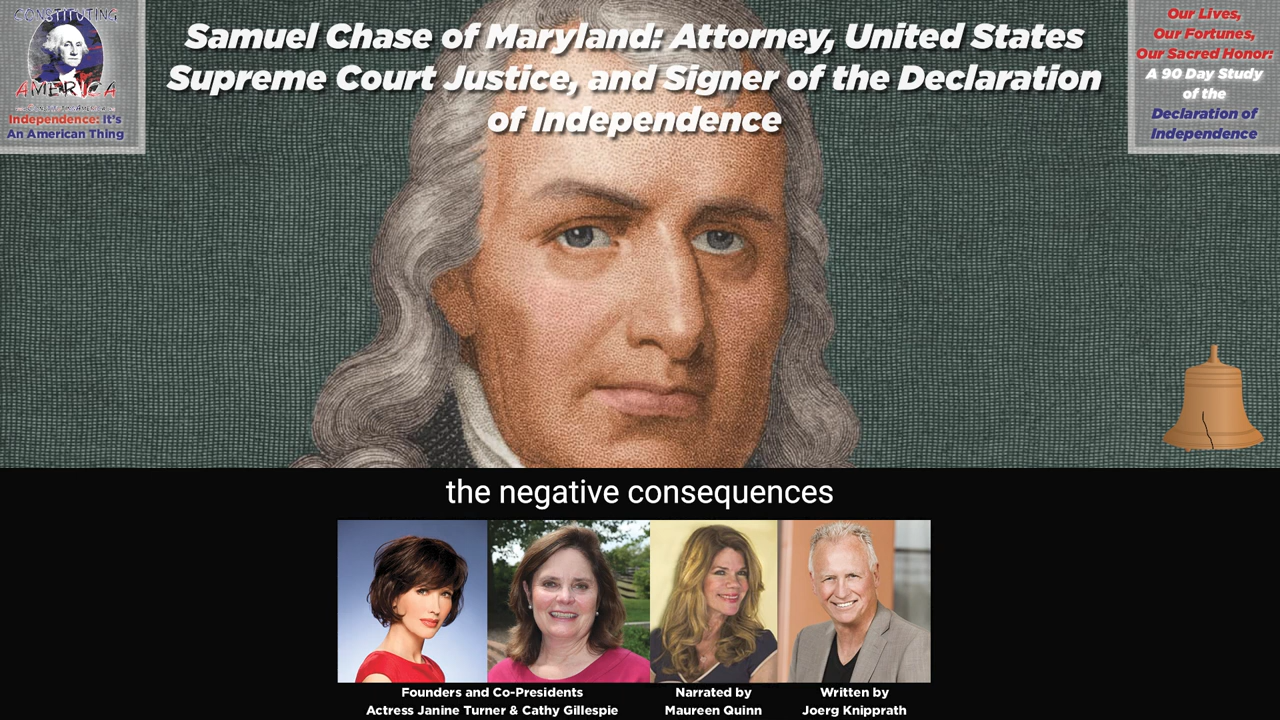 CONSTITUTING
AMERICA
Independence: It's
An American Thing
Samuel Chase of Maryland: Attorney, United States
Supreme Court Justice, and Signer of the Declaration
of Independence
Our Lives,
Our Fortunes,
Our Sacred Honor:
A 90 Day Study
of the
Declaration of
Independence
the negative consequences
Founders and Co-Presidents
Actress Janine Turner & Cathy Gillespie
Narrated by
Maureen Quinn
Written by
Joerg Knipprath